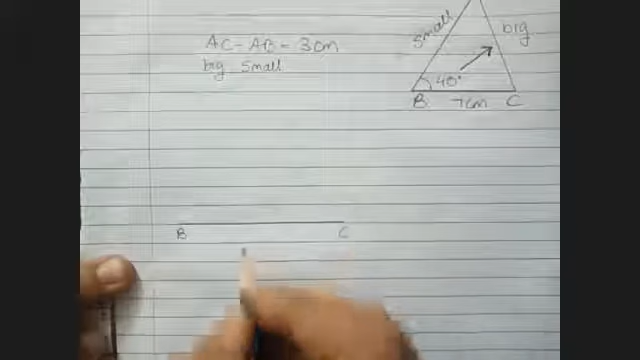 AC - AB = 3cm
big small
small
big
40°
B 7cm C
B C